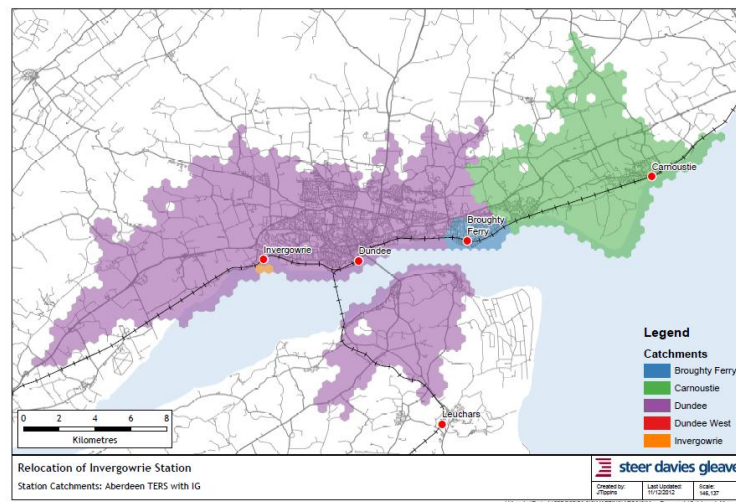 Carnoustie
Broughty
Ferry
Invergowrie
Dundee
Leuchars
Legend
Catchments
Broughty Ferry
Carnoustie
Dundee
Dundee West
Invergowrie
0 2 4 6 8
Kilometres
Relocation of Invergowrie Station
Station Catchments: Aberdeen TERS with IG
steer davies gleave
Created by: JTippins
Last Updated: 11/12/2012
Scale: